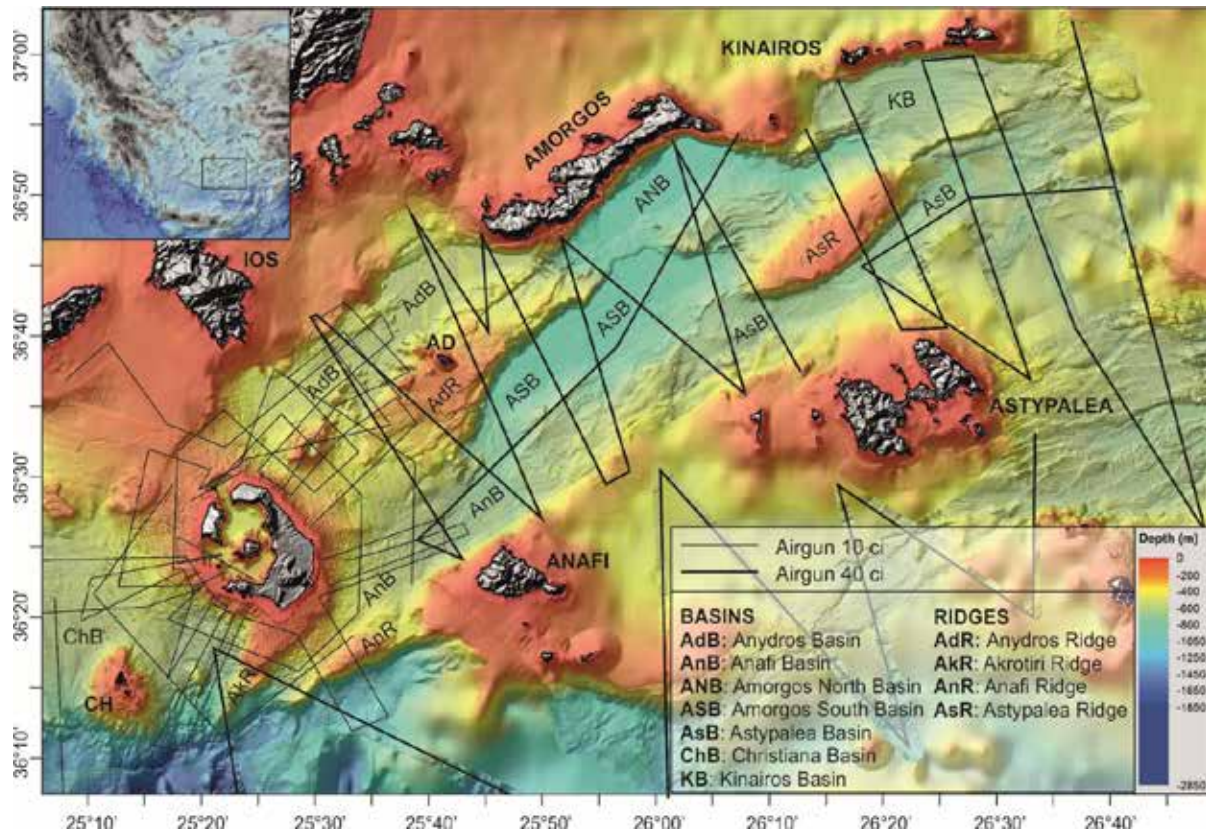 37°00'
36°50'
36°40'
36°30'
36°20'
36°10'
KINAIROS
KB
AMORGOS
ANB
AsB
AsR
IOS
AdB
ASB
AsB
AD
AdB
AdR
ASB
ASTYPALEA
AnB
ANAFI
AnB
ChB
AnR
AkR
CH
Airgun 10 ci
Airgun 40 ci
BASINS
AdB: Anydros Basin
AnB: Anafi Basin
ANB: Amorgos North Basin
ASB: Amorgos South Basin
AsB: Astypalea Basin
ChB: Christiana Basin
KB: Kinairos Basin
RIDGES
AdR: Anydros Ridge
AkR: Akrotiri Ridge
AnR: Anafi Ridge
AsR: Astypalea Ridge
Depth (m)
0
-200
-400
-600
-800
-1050
-1250
-1450
-1650
-1850
-2850
25°10' 25°20' 25°30' 25°40' 25°50' 26°00' 26°10' 26°20' 26°30' 26°40'